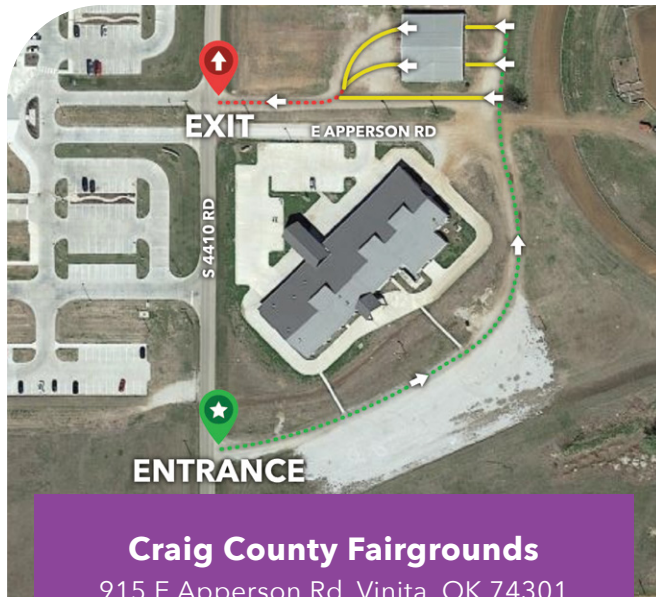 EXIT
E APPERSON RD
S 4410 RD
ENTRANCE
Craig County Fairgrounds
915 E Apperson Rd, Vinita, OK 74301